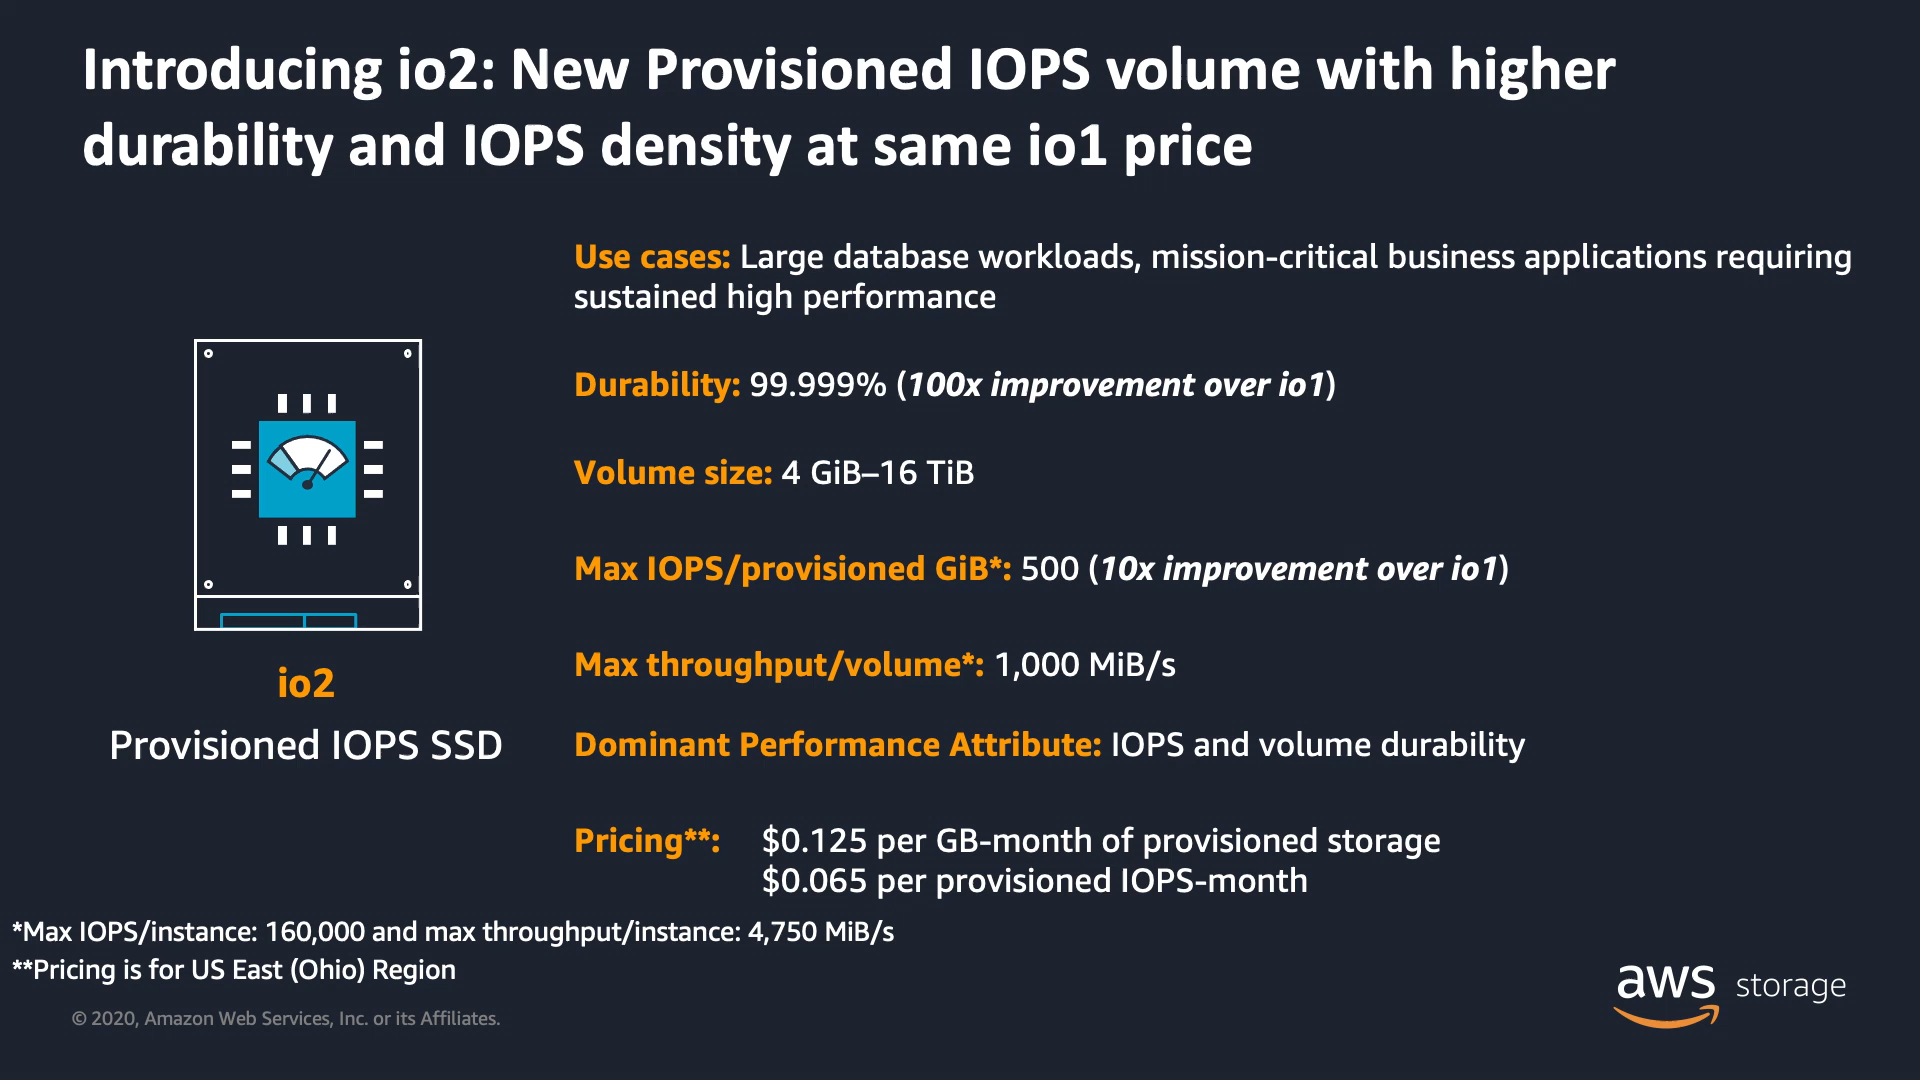 Introducing io2: New Provisioned IOPS volume with higher
durability and IOPS density at same io1 price
Use cases: Large database workloads, mission-critical business applications requiring
sustained high performance
Durability: 99.999% (100x improvement over io1)
Volume size: 4 GiB–16 TiB
Max IOPS/provisioned GiB*: 500 (10x improvement over io1)
Max throughput/volume*: 1,000 MiB/s
Dominant Performance Attribute: IOPS and volume durability
Pricing**: $0.125 per GB-month of provisioned storage
$0.065 per provisioned IOPS-month
io2
Provisioned IOPS SSD
*Max IOPS/instance: 160,000 and max throughput/instance: 4,750 MiB/s
**Pricing is for US East (Ohio) Region
© 2020, Amazon Web Services, Inc. or its Affiliates.
aws storage